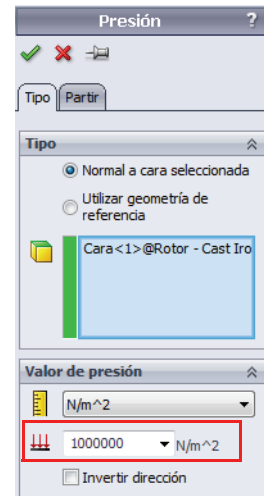 Presión ?
Tipo Partir
Tipo
Normal a cara seleccionada
Utilizar geometría de
referencia
Cara<1>@Rotor - Cast Iro
Valor de presión
N/m^2
1000000 N/m^2
Invertir dirección